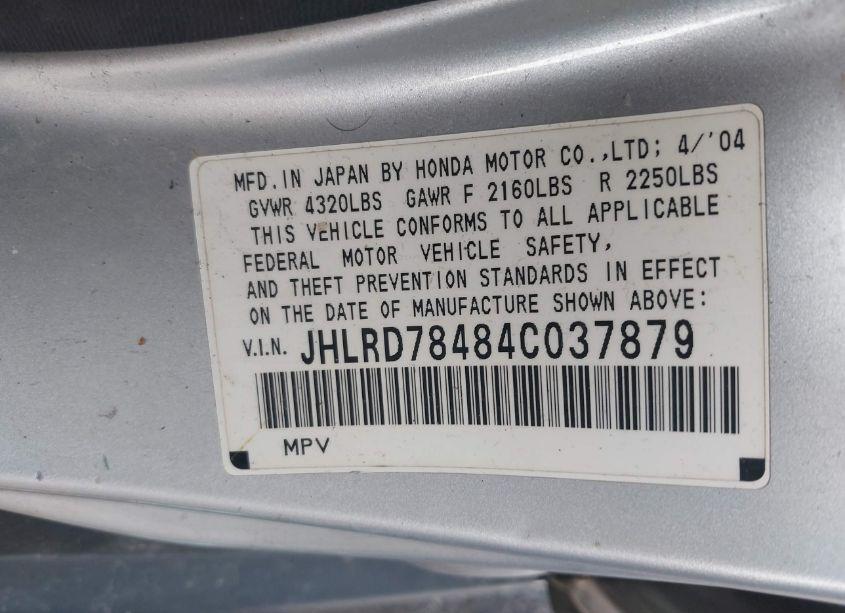 MFD.IN JAPAN BY HONDA MOTOR CO.,LTD; 4/'04
GVWR 4320LBS GAWR F 2160LBS R 2250LBS
THIS VEHICLE CONFORMS TO ALL APPLICABLE
FEDERAL MOTOR VEHICLE SAFETY,
AND THEFT PREVENTION STANDARDS IN EFFECT
ON THE DATE OF MANUFACTURE SHOWN ABOVE:
V.I.N. JHLRD78484C037879
MPV